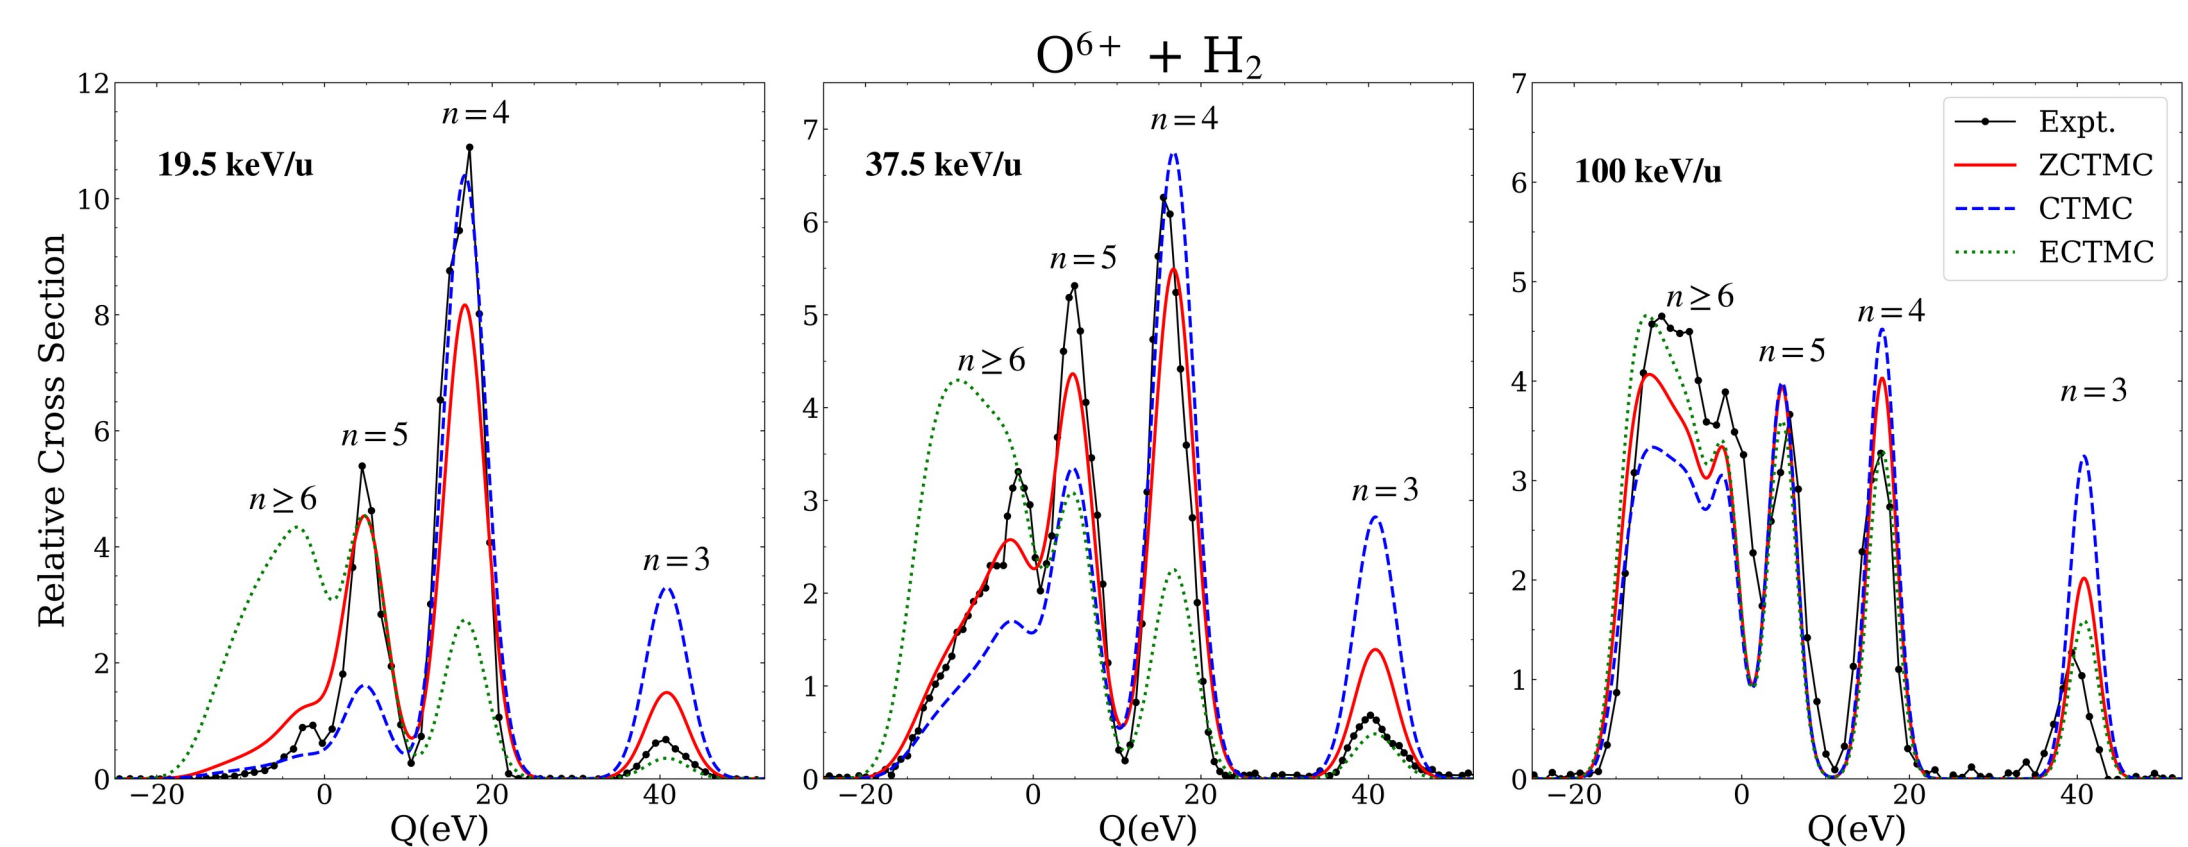 O⁶⁺ + H₂
Relative Cross Section
12
10
8
6
4
2
0
19.5 keV/u
n ≥ 6
n = 5
n = 4
n = 3
−20 0 20 40
Q(eV)
7
6
5
4
3
2
1
0
37.5 keV/u
n ≥ 6
n = 5
n = 4
n = 3
−20 0 20 40
Q(eV)
7
6
5
4
3
2
1
0
100 keV/u
n ≥ 6
n = 5
n = 4
n = 3
Expt.
ZCTMC
CTMC
ECTMC
−20 0 20 40
Q(eV)